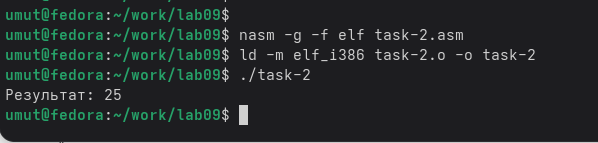 umut@fedora:~/work/lab09$
umut@fedora:~/work/lab09$ nasm -g -f elf task-2.asm
umut@fedora:~/work/lab09$ ld -m elf_i386 task-2.o -o task-2
umut@fedora:~/work/lab09$ ./task-2
Результат: 25
umut@fedora:~/work/lab09$